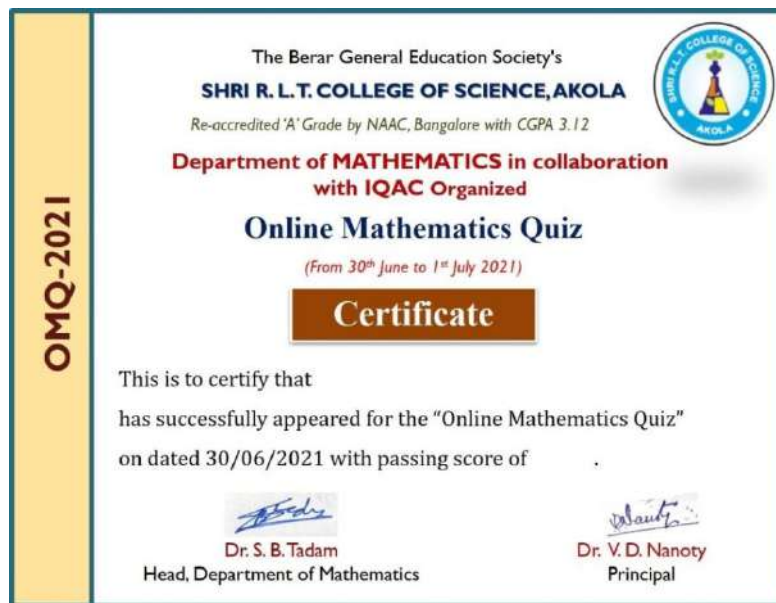 The Berar General Education Society's
SHRI R. L. T. COLLEGE OF SCIENCE, AKOLA
Re-accredited 'A' Grade by NAAC, Bangalore with CGPA 3.12
SHRI R.L.T. COLLEGE OF SCIENCE
AKOLA
Department of MATHEMATICS in collaboration
with IQAC Organized
Online Mathematics Quiz
(From 30th June to 1st July 2021)
Certificate
OMQ-2021
This is to certify that
has successfully appeared for the “Online Mathematics Quiz”
on dated 30/06/2021 with passing score of .
Dr. S. B. Tadam
Head, Department of Mathematics
Dr. V. D. Nanoty
Principal